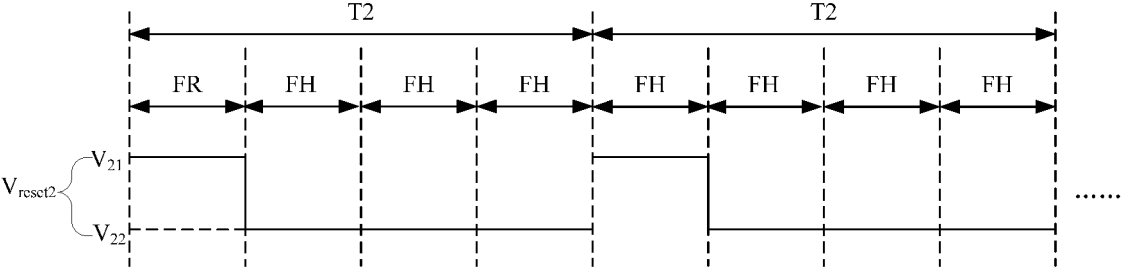 T2 T2
FR FH FH FH FH FH FH FH
V21
Vreset2
V22
......